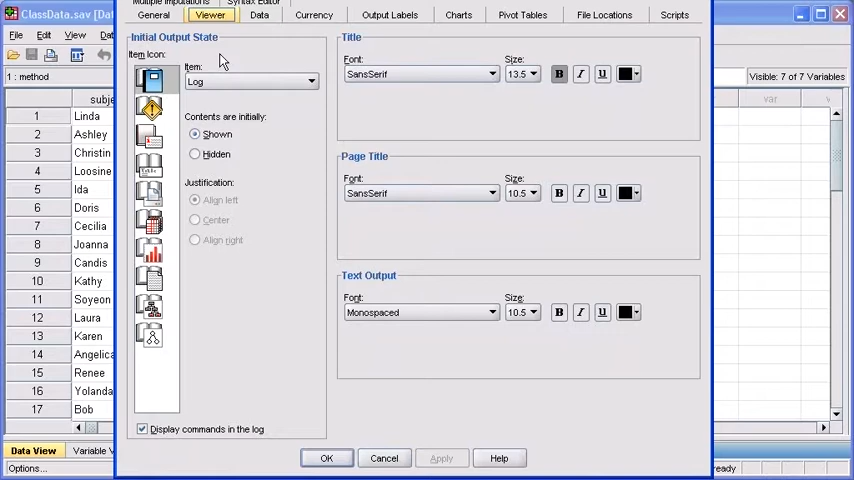 ClassData.sav [Dat
File Edit View
1 : method
Visible: 7 of 7 Variables
Multiple Imputations Syntax Editor
General Viewer Data Currency Output Labels Charts Pivot Tables File Locations Scripts
Initial Output State
Item Icon:
Item:
Log
Contents are initially:
Shown
Hidden
Justification:
Align left
Center
Align right
Display commands in the log
Title
Font: Size:
SansSerif 13.5 B I U
Page Title
Font: Size:
SansSerif 10.5 B I U
Text Output
Font: Size:
Monospaced 10.5 B I U
OK Cancel Apply Help
subje var
1 Linda
2 Ashley
3 Christin
4 Loosine
5 Ida
6 Doris
7 Cecilia
8 Joanna
9 Candis
10 Kathy
11 Soyeon
12 Laura
13 Karen
14 Angelica
15 Renee
16 Yolanda
17 Bob
Data View Variable V
Options...
ready